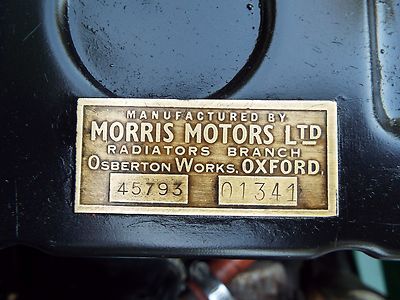 MANUFACTURED BY
MORRIS MOTORS LTD
RADIATORS BRANCH
OSBERTON WORKS, OXFORD,
45793 01341